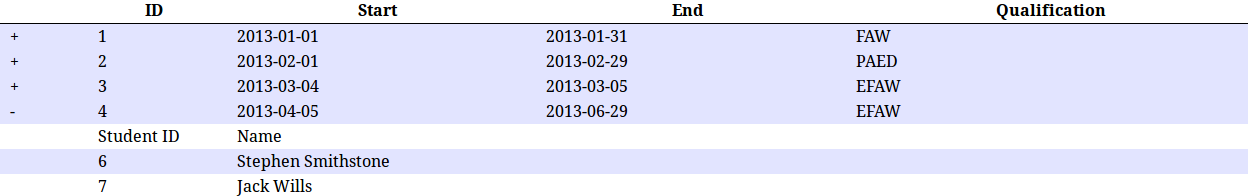 ID Start End Qualification
+ 1 2013-01-01 2013-01-31 FAW
+ 2 2013-02-01 2013-02-29 PAED
+ 3 2013-03-04 2013-03-05 EFAW
- 4 2013-04-05 2013-06-29 EFAW
Student ID Name
6 Stephen Smithstone
7 Jack Wills